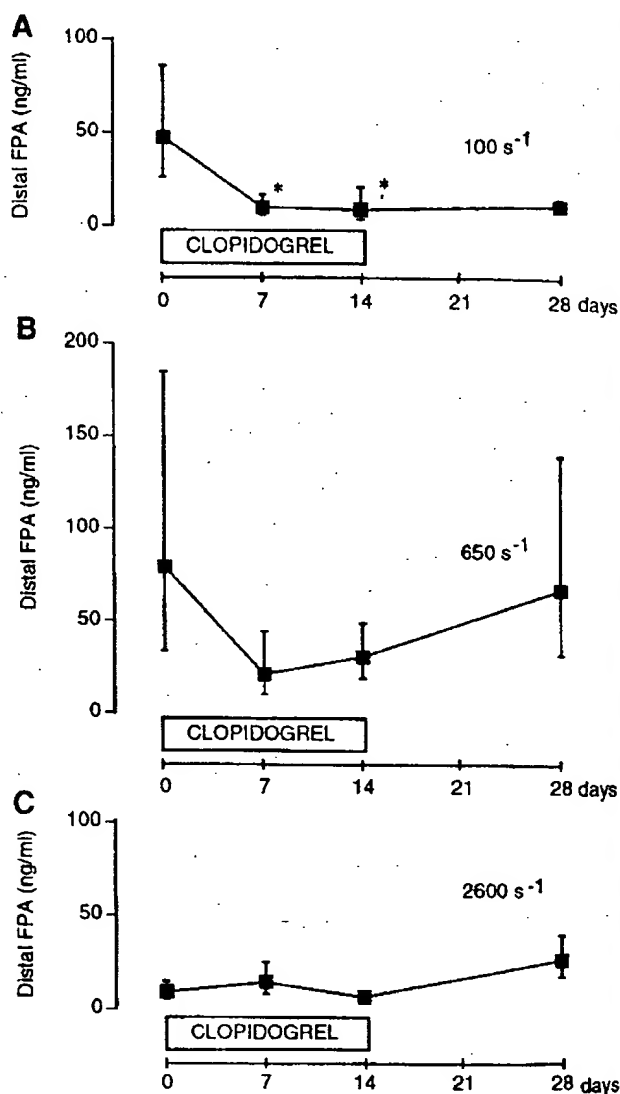 A
Distal FPA (ng/ml)
100
50
0
100 s-1
*
*
CLOPIDOGREL
0 7 14 21 28 days
B
Distal FPA (ng/ml)
200
150
100
50
0
650 s-1
CLOPIDOGREL
0 7 14 21 28 days
C
Distal FPA (ng/ml)
100
50
0
2600 s-1
CLOPIDOGREL
0 7 14 21 28 days